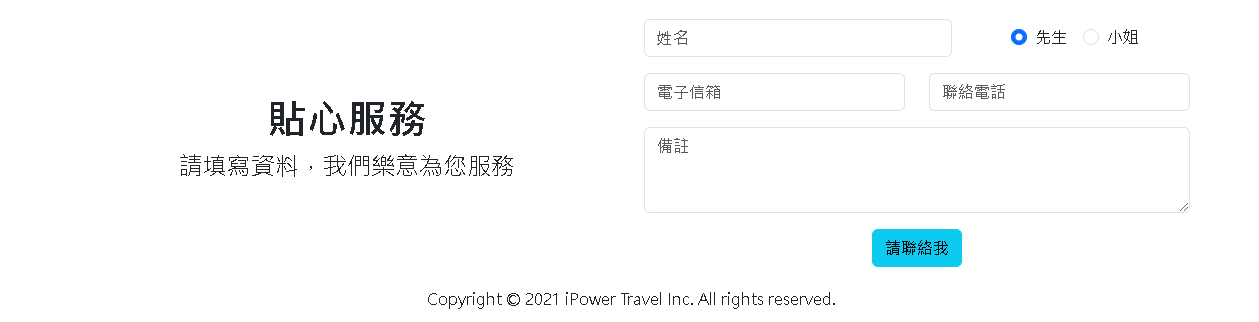 貼心服務
請填寫資料，我們樂意為您服務
姓名
先生 小姐
電子信箱 聯絡電話
備註
請聯絡我
Copyright © 2021 iPower Travel Inc. All rights reserved.